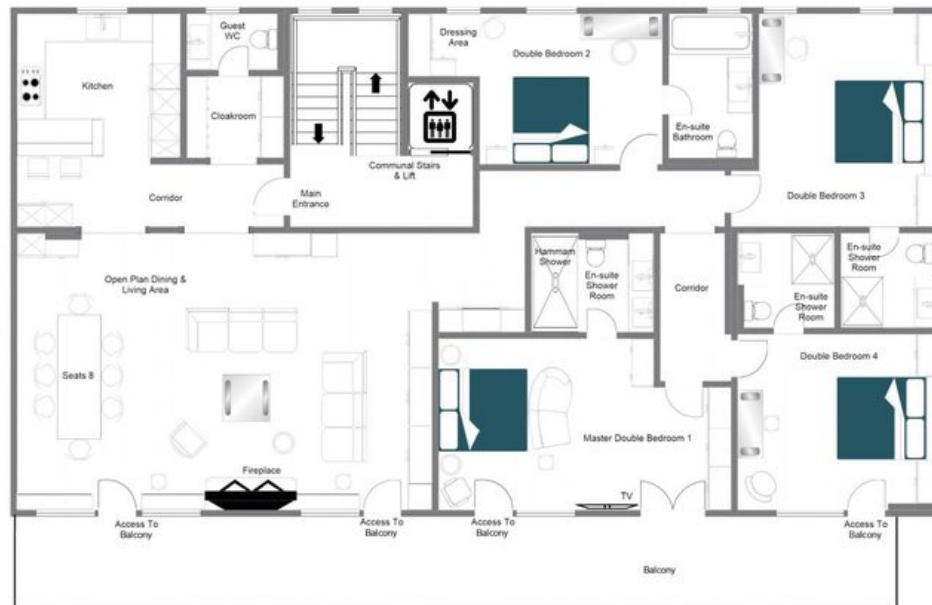 Guest
WC
Dressing
Area
Double Bedroom 2
Kitchen
Cloakroom
En-suite
Bathroom
Communal Stairs
& Lift
Corridor
Main
Entrance
Double Bedroom 3
Hammam
Shower
En-suite
Shower
Room
Corridor
En-suite
Shower
Room
En-suite
Shower Room
Open Plan Dining &
Living Area
Seats 8
Double Bedroom 4
Master Double Bedroom 1
Fireplace
TV
Access To
Balcony
Access To
Balcony
Access To
Balcony
Access To
Balcony
Balcony